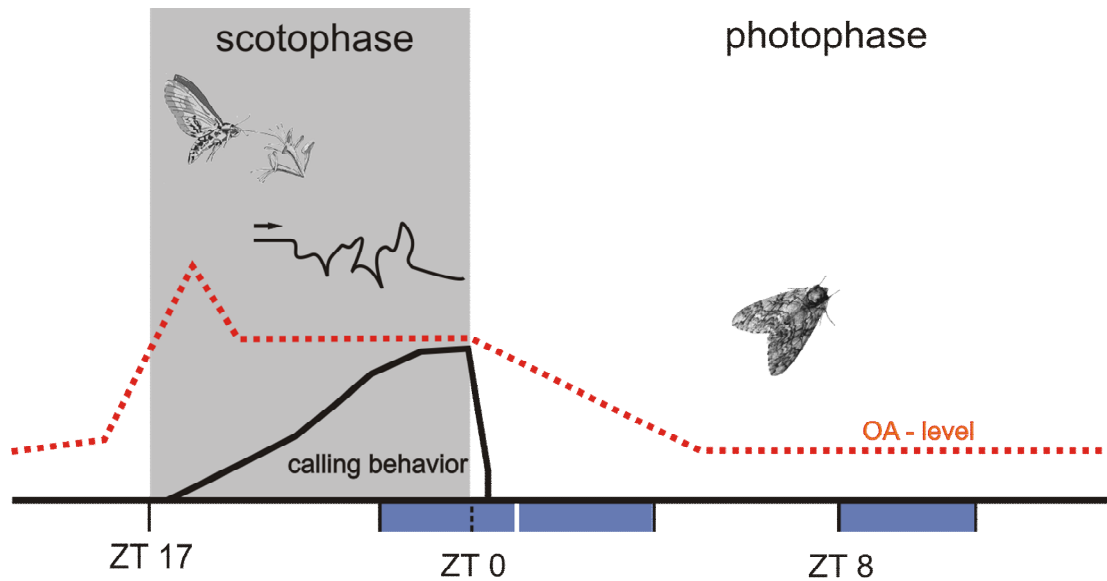 scotophase
photophase
OA - level
calling behavior
ZT 17
ZT 0
ZT 8